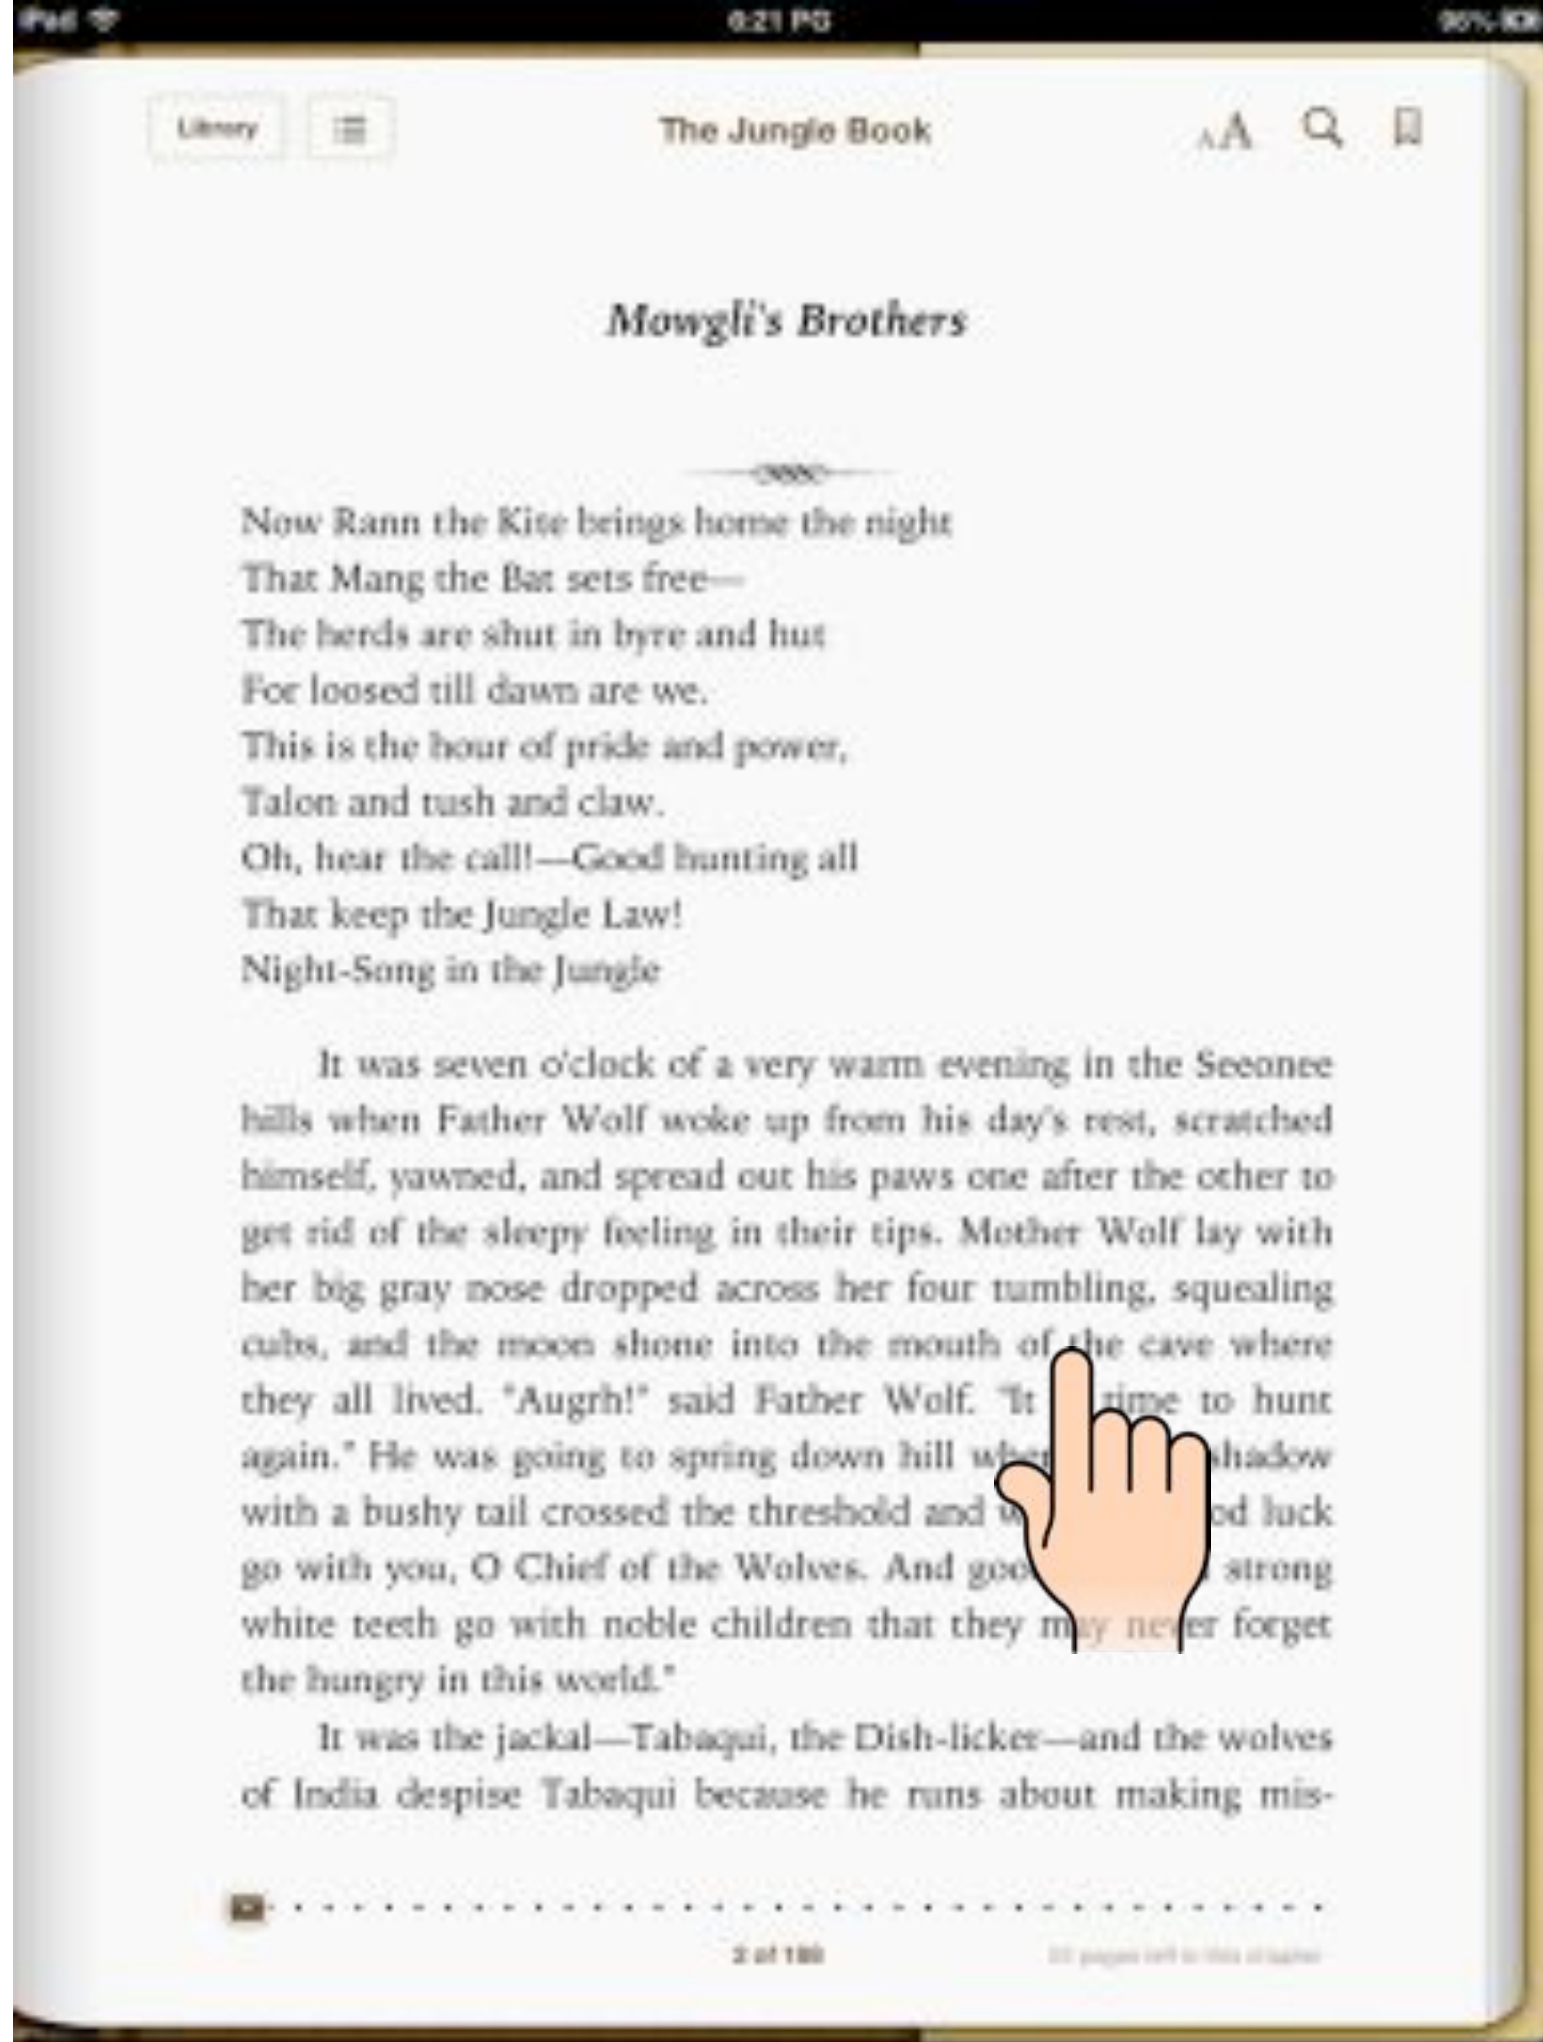 iPad
6:21 PG
Library
The Jungle Book
AA
Mowgli's Brothers
Now Rann the Kite brings home the night
That Mang the Bat sets free—
The herds are shut in byre and hut
For loosed till dawn are we.
This is the hour of pride and power,
Talon and tush and claw.
Oh, hear the call!—Good hunting all
That keep the Jungle Law!
Night-Song in the Jungle
It was seven o'clock of a very warm evening in the Seeonee
hills when Father Wolf woke up from his day's rest, scratched
himself, yawned, and spread out his paws one after the other to
get rid of the sleepy feeling in their tips. Mother Wolf lay with
her big gray nose dropped across her four tumbling, squealing
cubs, and the moon shone into the mouth of the cave where
they all lived. "Augrh!" said Father Wolf. "It time to hunt
again." He was going to spring down hill shadow
with a bushy tail crossed the threshold and luck
go with you, O Chief of the Wolves. And strong
white teeth go with noble children that they may never forget
the hungry in this world."
It was the jackal—Tabaqui, the Dish-licker—and the wolves
of India despise Tabaqui because he runs about making mis-